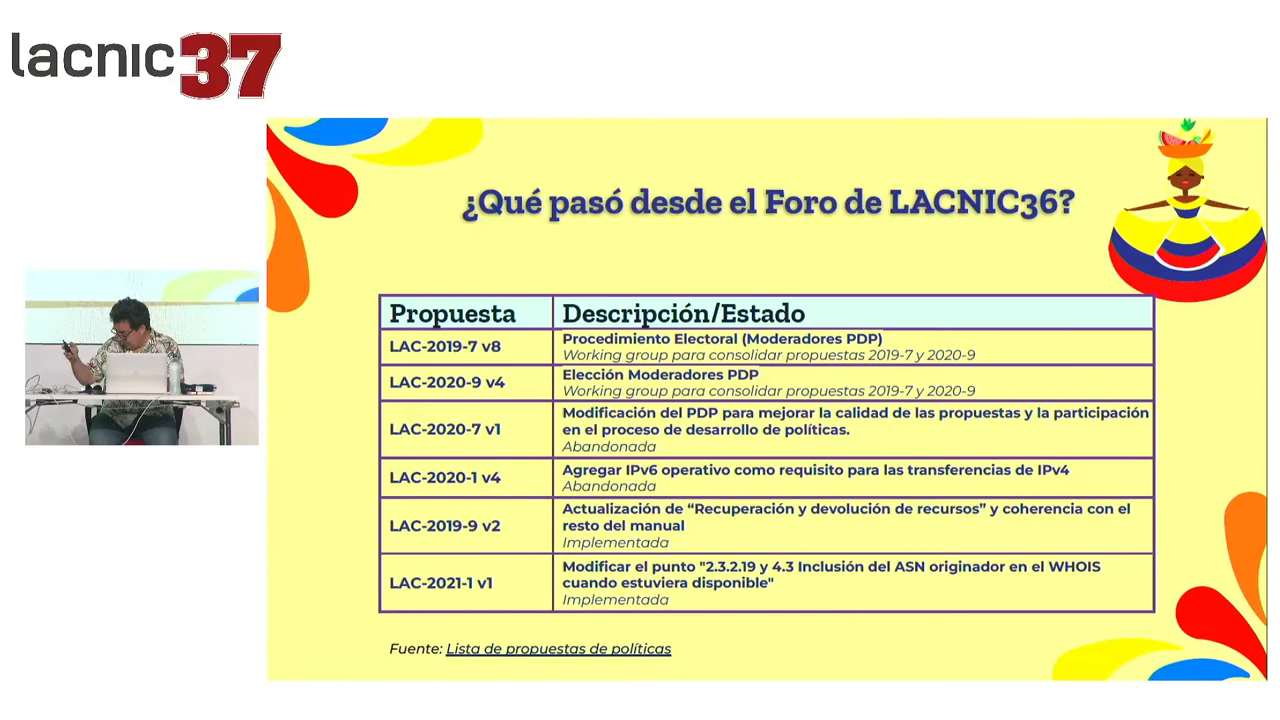 lacnic 37
¿Qué pasó desde el Foro de LACNIC36?
Propuesta
Descripción/Estado
LAC-2019-7 v8
Procedimiento Electoral (Moderadores PDP)
Working group para consolidar propuestas 2019-7 y 2020-9
LAC-2020-9 v4
Elección Moderadores PDP
Working group para consolidar propuestas 2019-7 y 2020-9
LAC-2020-7 v1
Modificación del PDP para mejorar la calidad de las propuestas y la participación
en el proceso de desarrollo de políticas.
Abandonada
LAC-2020-1 v4
Agregar IPv6 operativo como requisito para las transferencias de IPv4
Abandonada
LAC-2019-9 v2
Actualización de “Recuperación y devolución de recursos” y coherencia con el
resto del manual
Implementada
LAC-2021-1 v1
Modificar el punto "2.3.2.19 y 4.3 Inclusión del ASN originador en el WHOIS
cuando estuviera disponible"
Implementada
Fuente: Lista de propuestas de políticas